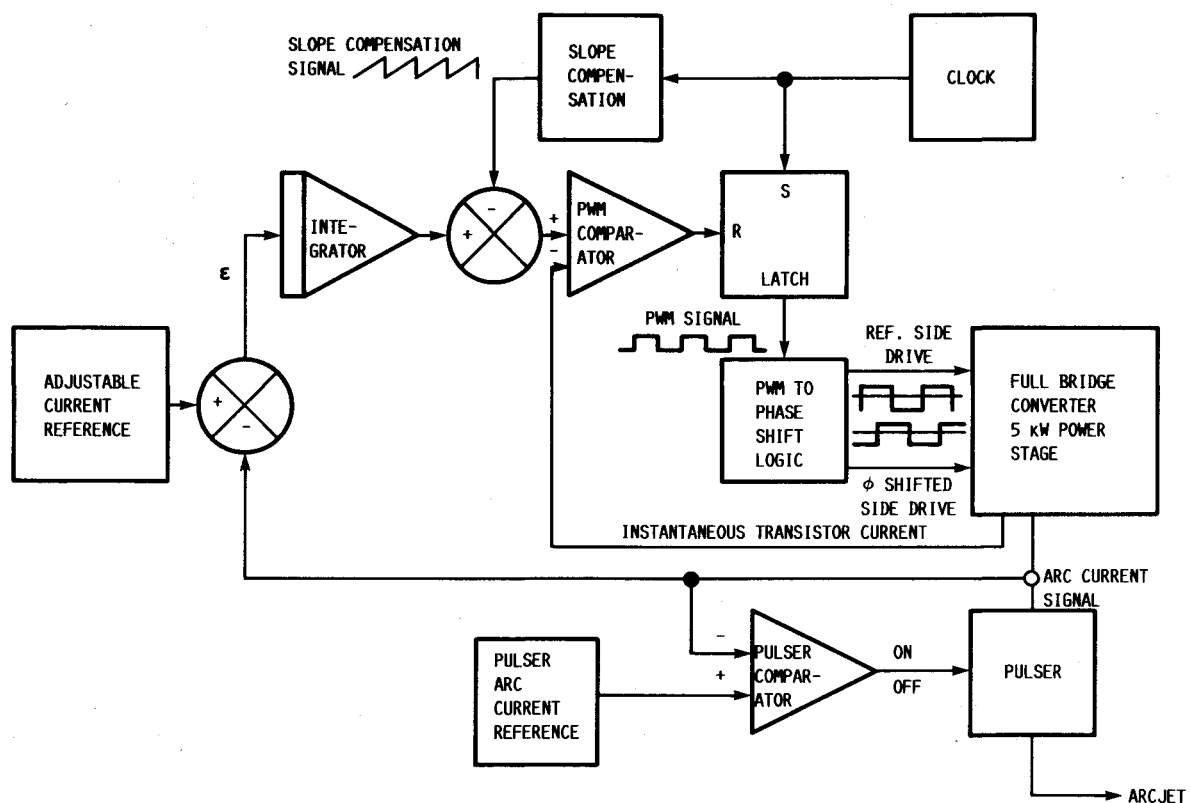 SLOPE COMPENSATION
SIGNAL
SLOPE
COMPEN-
SATION
CLOCK
S
R
LATCH
INTE-
GRATOR
-
+
+
-
PWM
COMPAR-
ATOR
ε
PWM SIGNAL
REF. SIDE
DRIVE
ADJUSTABLE
CURRENT
REFERENCE
+
-
PWM TO
PHASE
SHIFT
LOGIC
FULL BRIDGE
CONVERTER
5 KW POWER
STAGE
ϕ SHIFTED
SIDE DRIVE
INSTANTANEOUS TRANSISTOR CURRENT
ARC CURRENT
SIGNAL
PULSER
ARC
CURRENT
REFERENCE
-
+
PULSER
COMPAR-
ATOR
ON
OFF
PULSER
ARCJET